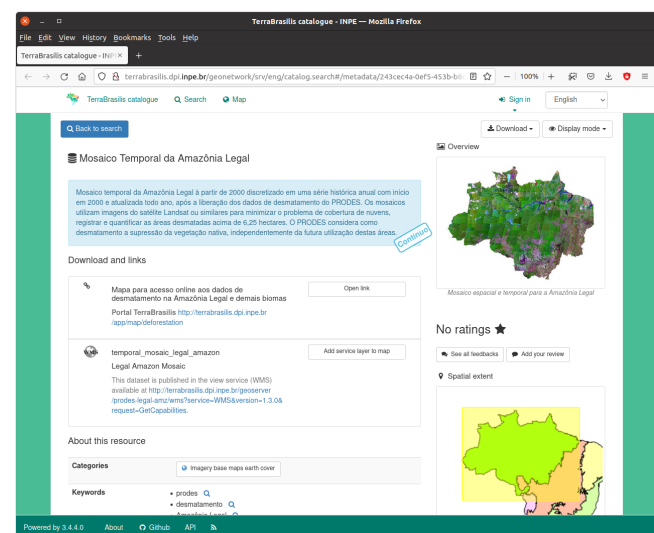 TerraBrasilis catalogue - INPE — Mozilla Firefox
File Edit View History Bookmarks Tools Help
TerraBrasilis catalogue - INPE
terrabrasilis.dpi.inpe.br/geonetwork/srv/eng/catalog.search#/metadata/243cec4a-0ef5-453b-b8
100%
TerraBrasilis catalogue Search Map Sign in English
Back to search Download Display mode
Overview
Mosaico Temporal da Amazônia Legal
Mosaico temporal da Amazônia Legal à partir de 2000 discretizado em uma série histórica anual com início
em 2000 e atualizada todo ano, após a liberação dos dados de desmatamento do PRODES. Os mosaicos
utilizam imagens do satélite Landsat ou similares para minimizar o problema de cobertura de nuvens,
registrar e quantificar as áreas desmatadas acima de 6,25 hectares. O PRODES considera como
desmatamento a supressão da vegetação nativa, independentemente da futura utilização destas áreas.
Continuo
Mosaico espacial e temporal para a Amazônia Legal
Download and links
Mapa para acesso online aos dados de
desmatamento na Amazônia Legal e demais biomas
Open link
Portal TerraBrasilis http://terrabrasilis.dpi.inpe.br
/app/map/deforestation
WMS
temporal_mosaic_legal_amazon
Add service layer to map
Legal Amazon Mosaic
This dataset is published in the view service (WMS)
available at http://terrabrasilis.dpi.inpe.br/geoserver
/prodes-legal-amz/wms?service=WMS&version=1.3.0&
request=GetCapabilities.
No ratings
See all feedbacks Add your review
Spatial extent
About this resource
Categories Imagery base maps earth cover
Keywords
prodes
desmatamento
Amazônia Legal
Powered by 3.4.4.0 About Github API